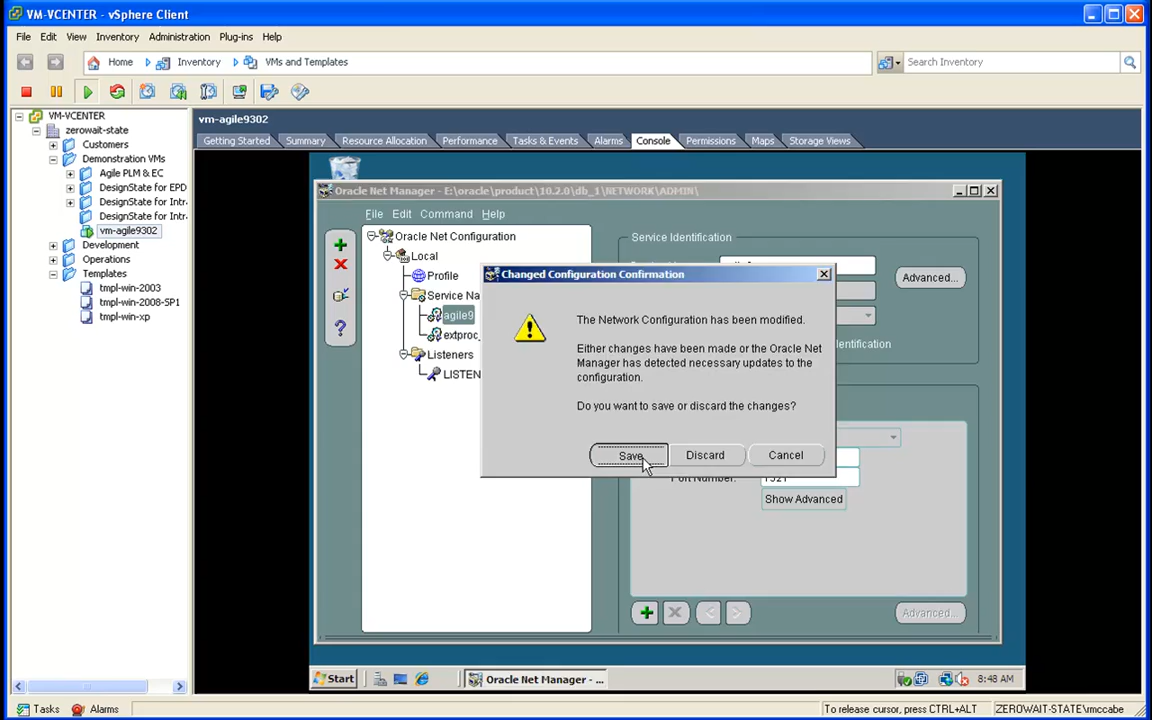 VM-VCENTER - vSphere Client
File Edit View Inventory Administration Plug-ins Help
Home Inventory VMs and Templates Search Inventory
VM-VCENTER
zerowait-state
Customers
Demonstration VMs
Agile PLM & EC
DesignState for EPD
DesignState for Intr
DesignState for Intr
vm-agile9302
Development
Operations
Templates
tmpl-win-2003
tmpl-win-2008-SP1
tmpl-win-xp
vm-agile9302
Getting Started Summary Resource Allocation Performance Tasks & Events Alarms Console Permissions Maps Storage Views
Oracle Net Manager - E:\oracle\product\10.2.0\db_1\NETWORK\ADMIN\
File Edit Command Help
Oracle Net Configuration
Local
Profile
Service Na
agile9
extproc_
Listeners
LISTEN
Service Identification
Advanced...
entification
Changed Configuration Confirmation
The Network Configuration has been modified.
Either changes have been made or the Oracle Net
Manager has detected necessary updates to the
configuration.
Do you want to save or discard the changes?
Save Discard Cancel
Port Number: 1521
Show Advanced
Advanced...
Start Oracle Net Manager - ... 8:48 AM
Tasks Alarms To release cursor, press CTRL+ALT ZEROWAIT-STATE\rmccabe